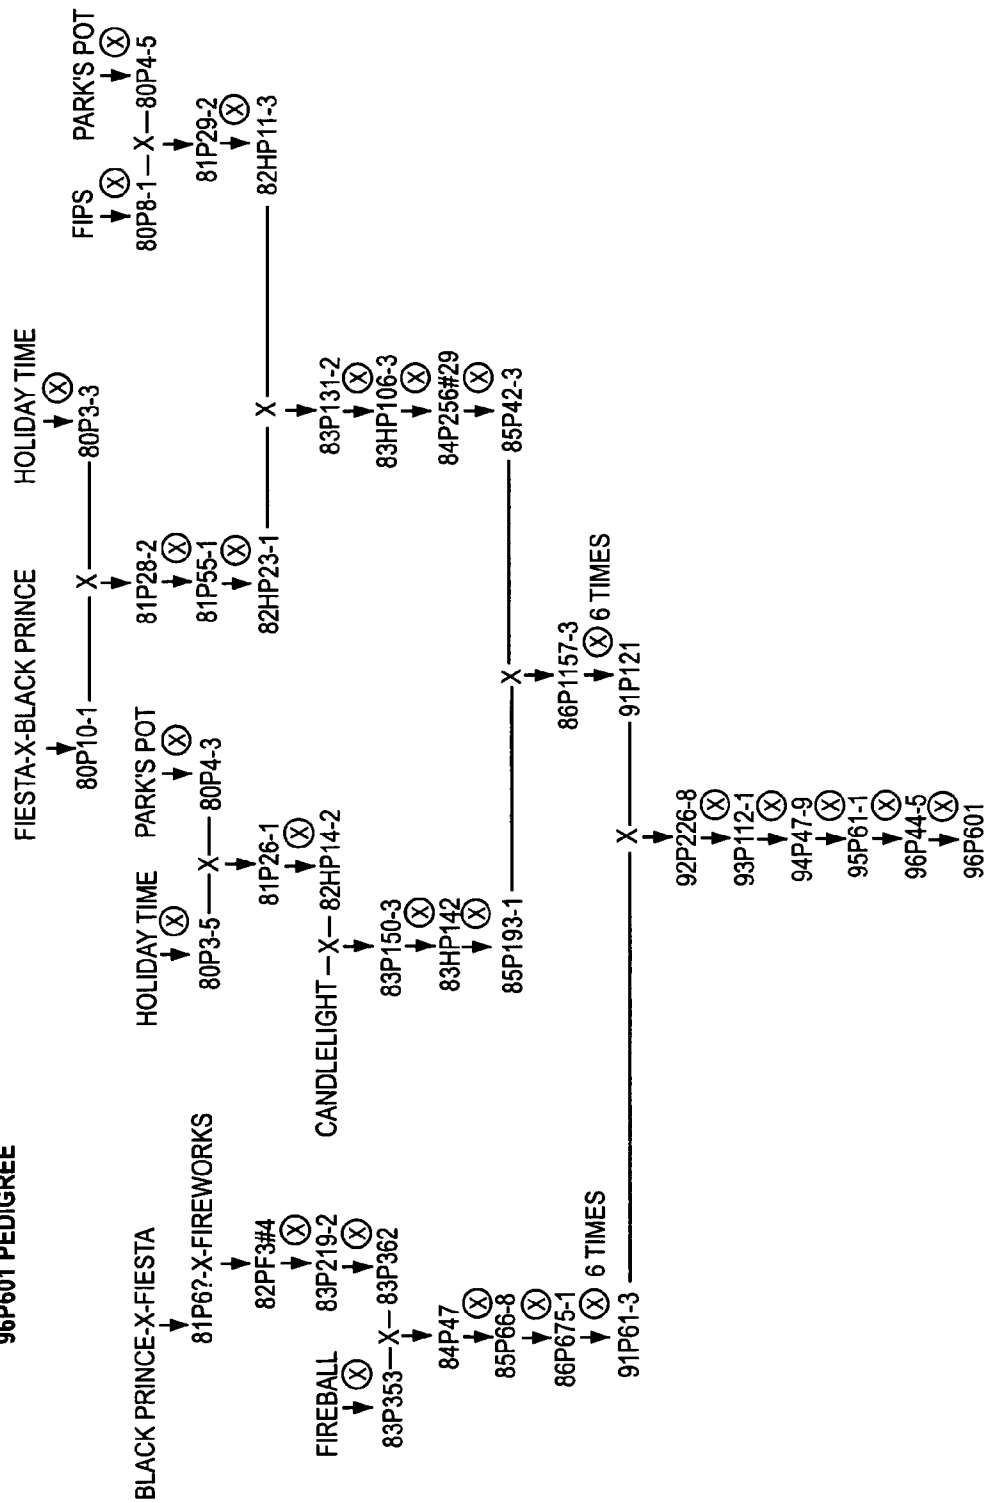 96P601 PEDIGREE
FIESTA-X-BLACK PRINCE HOLIDAY TIME
80P10-1 X 80P3-3 Ⓧ
FIPS PARK'S POT
BLACK PRINCE-X-FIESTA HOLIDAY TIME PARK'S POT 81P28-2 80P8-1 Ⓧ — X — 80P4-5 Ⓧ
81P6?-X-FIREWORKS 80P3-5 Ⓧ — X — 80P4-3 Ⓧ 81P55-1 Ⓧ 81P29-2
82PF3#4 81P26-1 82HP23-1 Ⓧ X 82HP11-3 Ⓧ
FIREBALL 83P219-2 Ⓧ CANDLELIGHT — X — 82HP14-2 Ⓧ 83P131-2
83P353 Ⓧ — X — 83P362 Ⓧ 83P150-3 83HP106-3 Ⓧ
84P47 83HP142 Ⓧ 84P256#29 Ⓧ
85P66-8 Ⓧ 85P193-1 Ⓧ X 85P42-3 Ⓧ
86P675-1 Ⓧ 86P1157-3
91P61-3 Ⓧ 6 TIMES X 91P121 Ⓧ 6 TIMES
92P226-8
93P112-1 Ⓧ
94P47-9 Ⓧ
95P61-1 Ⓧ
96P44-5 Ⓧ
96P601 Ⓧ